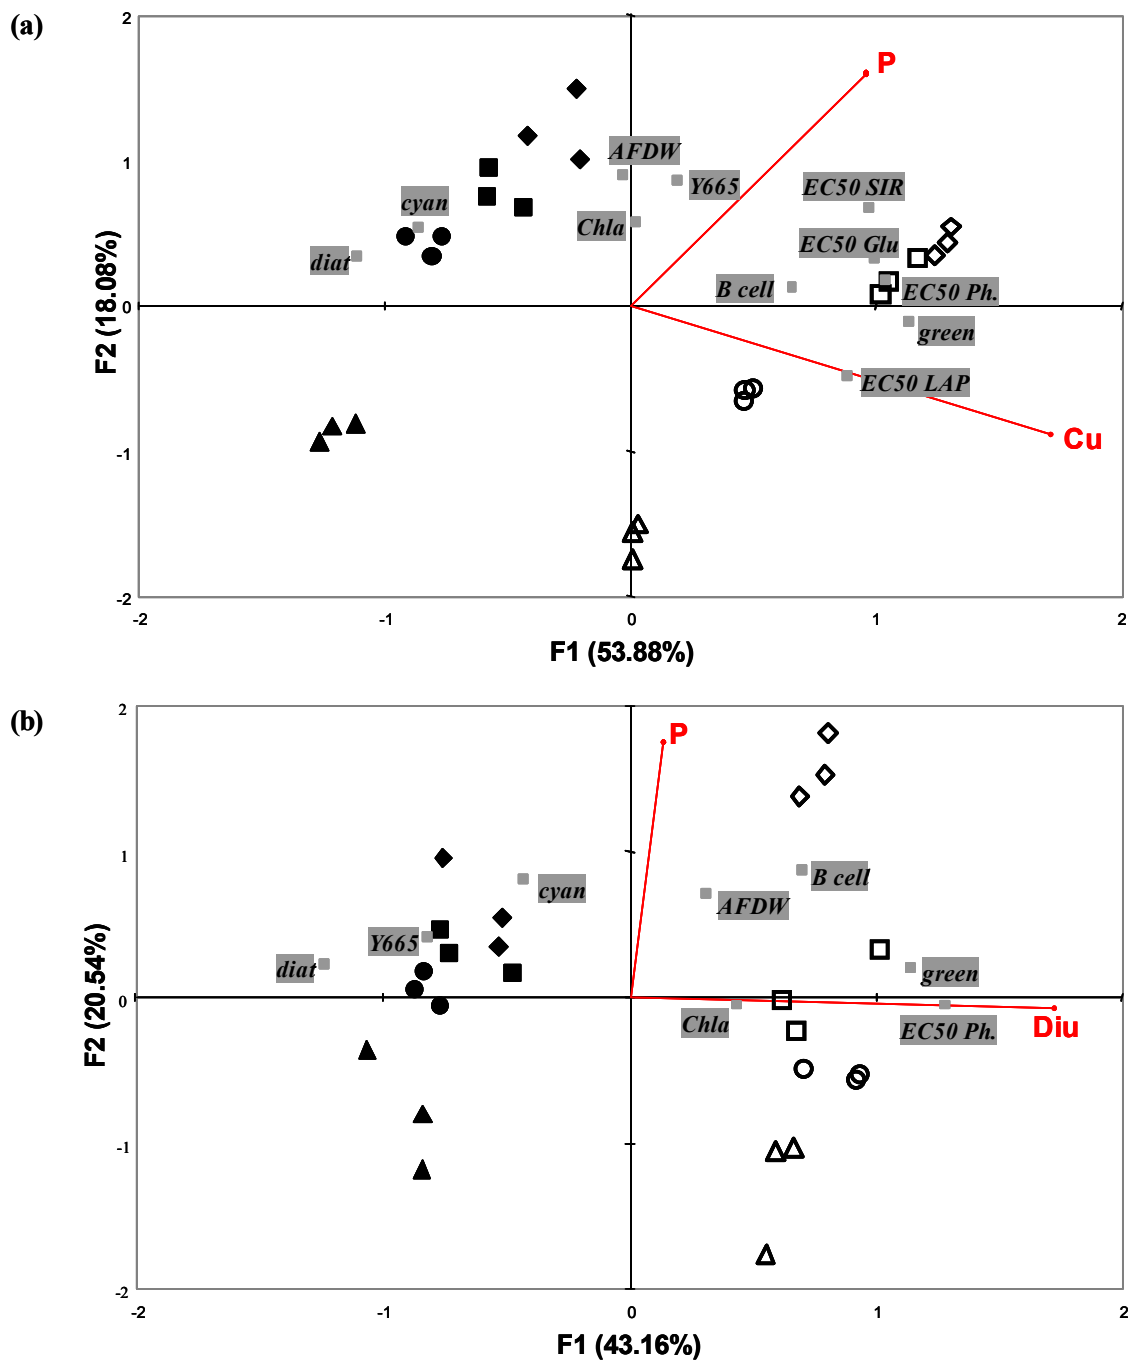 (a)
2
P
1
AFDW
Y665
EC50 SIR
cyan
Chla
EC50 Glu
diat
B cell
EC50 Ph.
0
green
EC50 LAP
Cu
-1
-2
F2 (18.08%)
-2 -1 0 1 2
F1 (53.88%)
(b)
2
P
1
B cell
cyan
AFDW
Y665
diat
green
0
Chla
EC50 Ph.
Diu
-1
-2
F2 (20.54%)
-2 -1 0 1 2
F1 (43.16%)